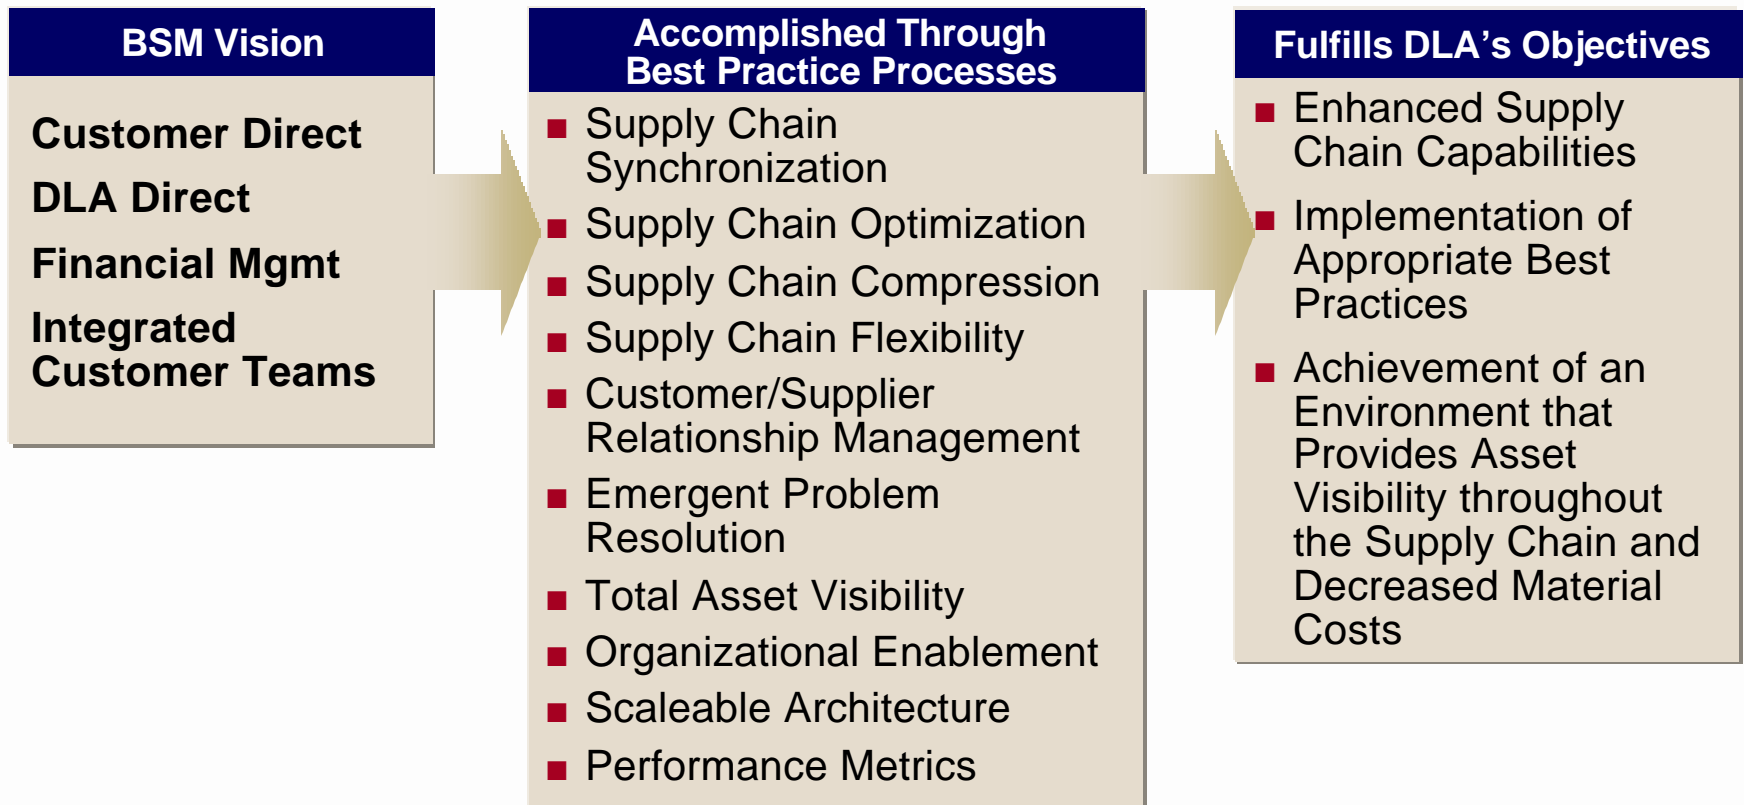 BSM Vision
Customer Direct
DLA Direct
Financial Mgmt
Integrated
Customer Teams
Accomplished Through
Best Practice Processes
Supply Chain
Synchronization
Supply Chain Optimization
Supply Chain Compression
Supply Chain Flexibility
Customer/Supplier
Relationship Management
Emergent Problem
Resolution
Total Asset Visibility
Organizational Enablement
Scaleable Architecture
Performance Metrics
Fulfills DLA’s Objectives
Enhanced Supply
Chain Capabilities
Implementation of
Appropriate Best
Practices
Achievement of an
Environment that
Provides Asset
Visibility throughout
the Supply Chain and
Decreased Material
Costs